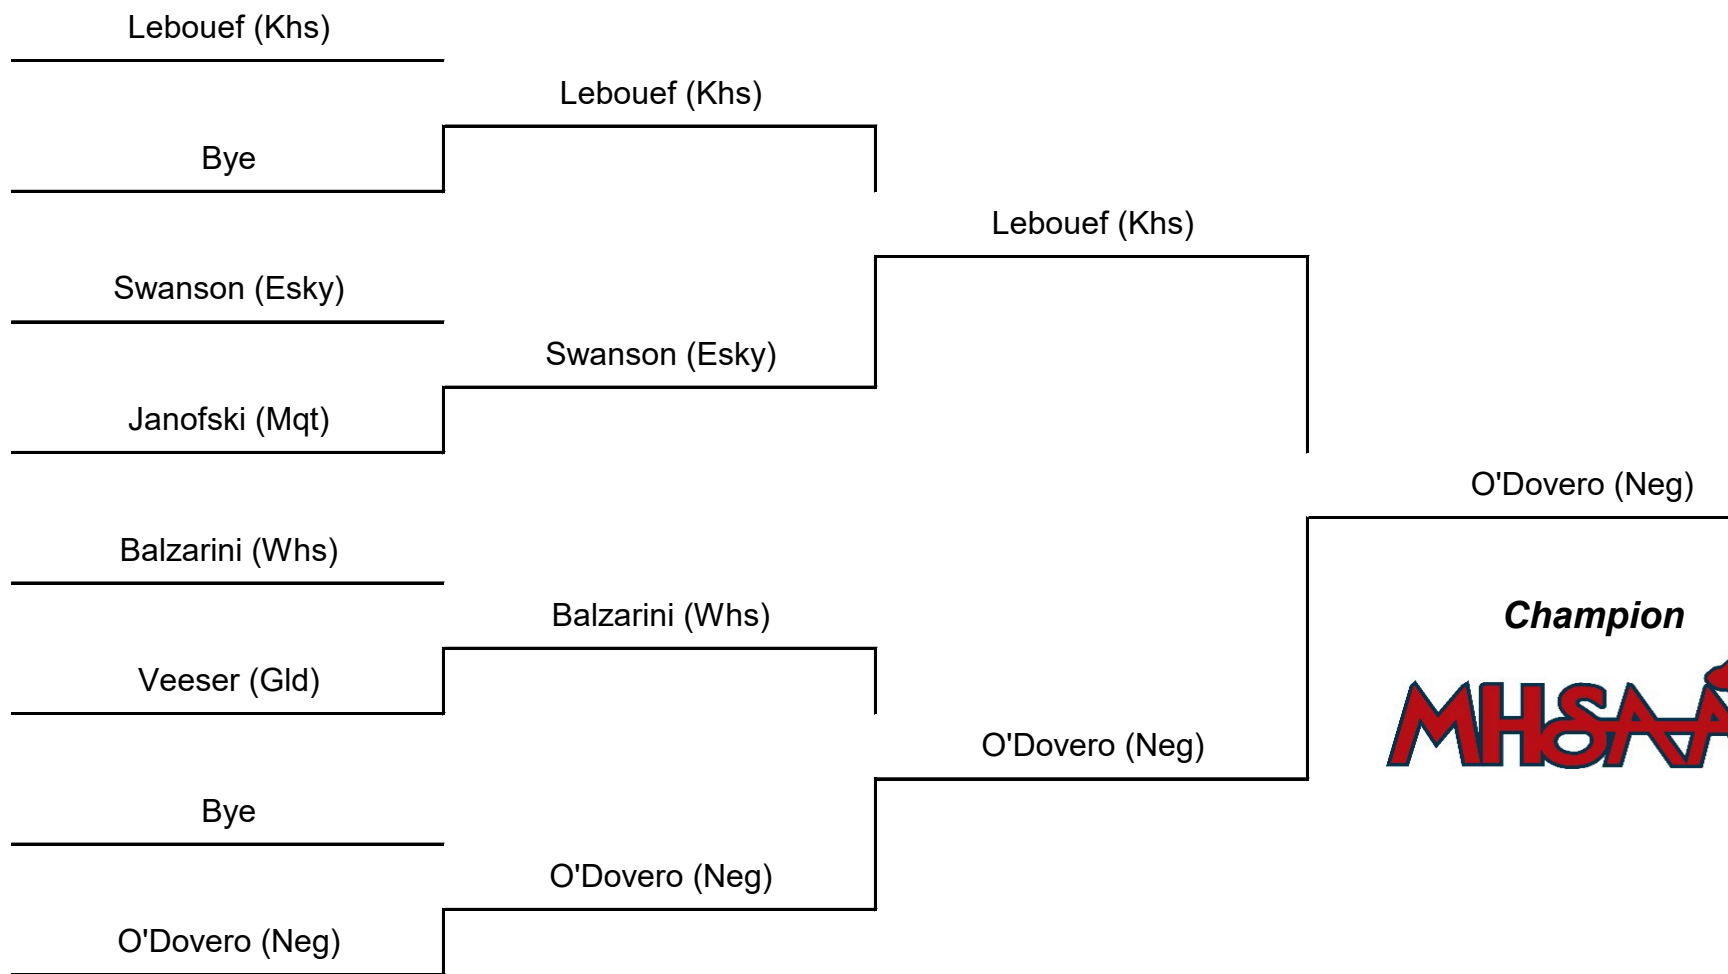 Lebouef (Khs)
Lebouef (Khs)
Bye
Lebouef (Khs)
Swanson (Esky)
Swanson (Esky)
Janofski (Mqt)
O'Dovero (Neg)
Balzarini (Whs)
Balzarini (Whs)
Champion
Veeser (Gld)
MHSAA
O'Dovero (Neg)
Bye
O'Dovero (Neg)
O'Dovero (Neg)